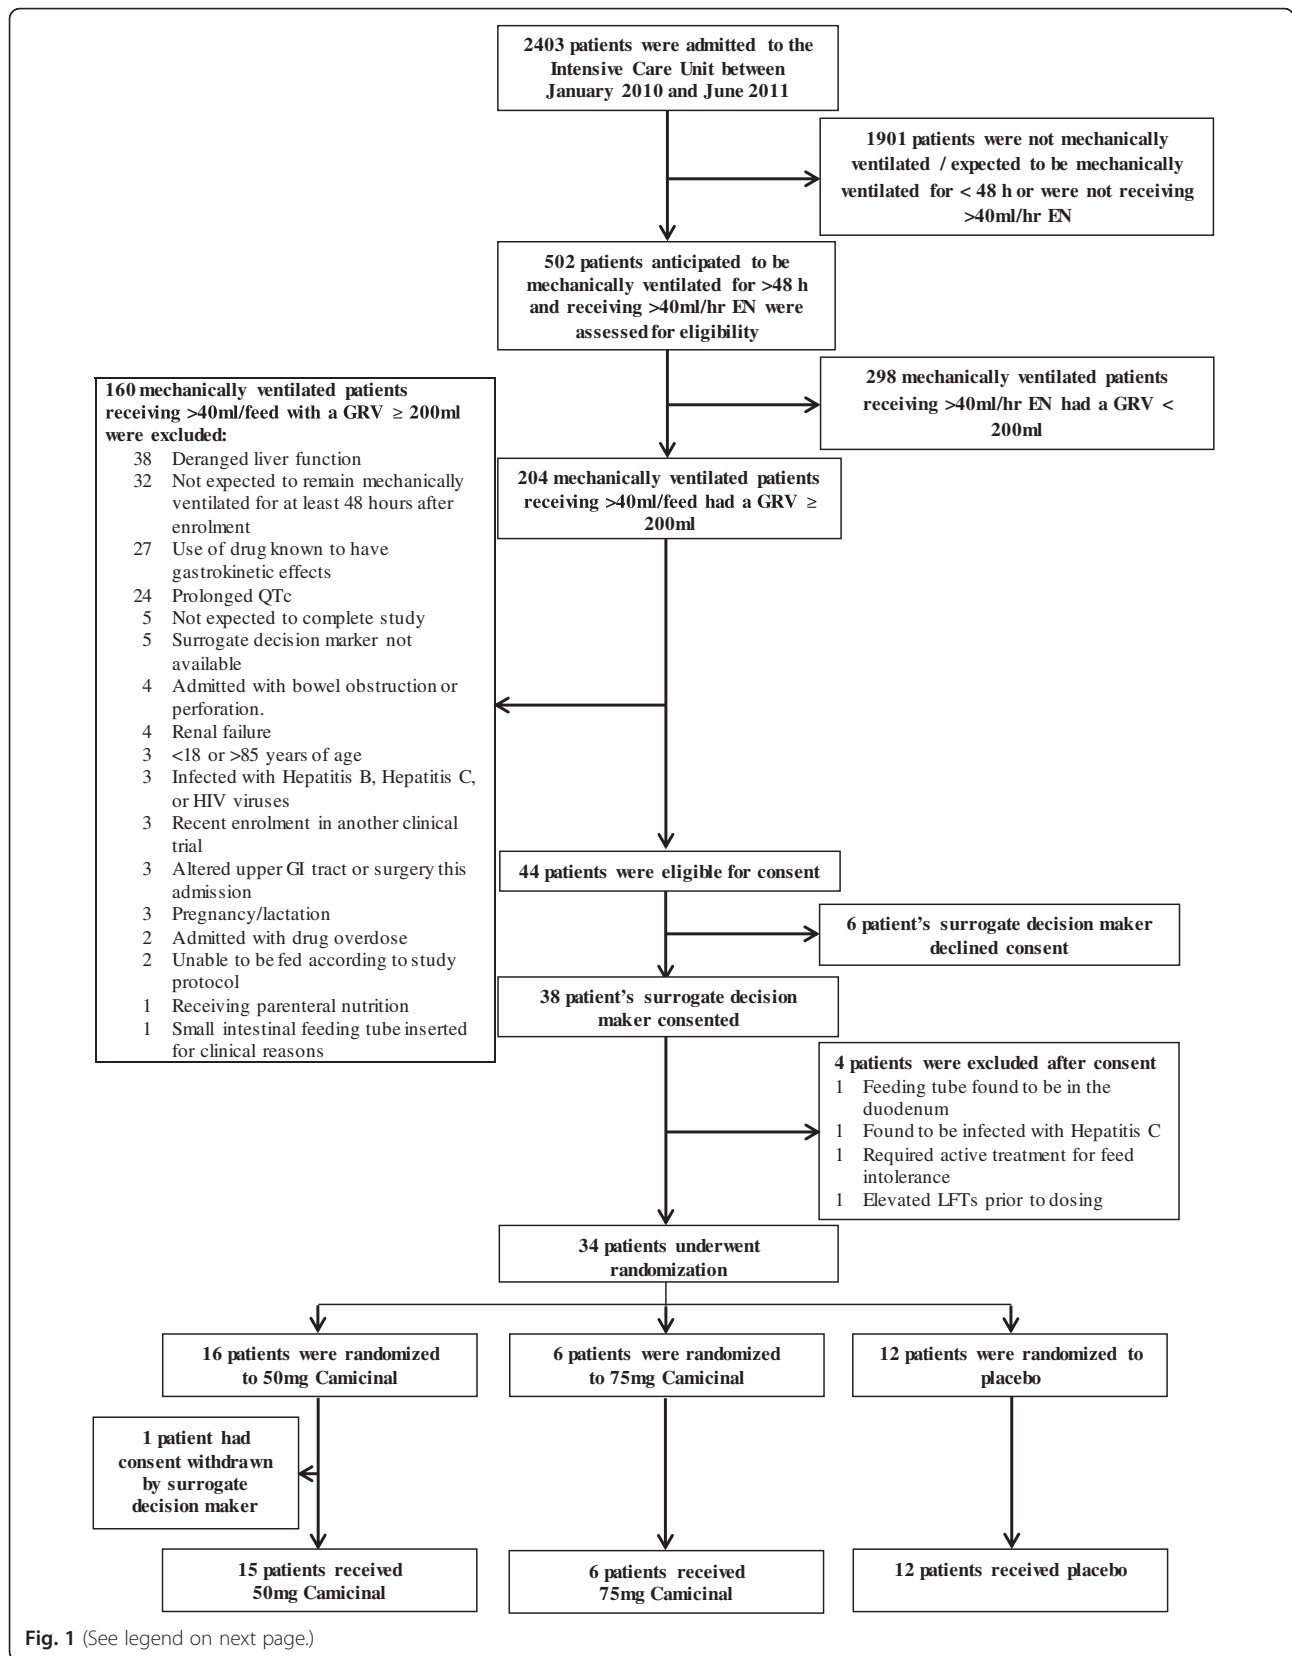 2403 patients were admitted to the
Intensive Care Unit between
January 2010 and June 2011
1901 patients were not mechanically
ventilated / expected to be mechanically
ventilated for < 48 h or were not receiving
>40ml/hr EN
502 patients anticipated to be
mechanically ventilated for >48 h
and receiving >40ml/hr EN were
assessed for eligibility
298 mechanically ventilated patients
receiving >40ml/hr EN had a GRV <
200ml
204 mechanically ventilated patients
receiving >40ml/feed had a GRV ≥
200ml
160 mechanically ventilated patients
receiving >40ml/feed with a GRV ≥ 200ml
were excluded:
38 Deranged liver function
32 Not expected to remain mechanically
ventilated for at least 48 hours after
enrolment
27 Use of drug known to have
gastrokinetic effects
24 Prolonged QTc
5 Not expected to complete study
5 Surrogate decision marker not
available
4 Admitted with bowel obstruction or
perforation.
4 Renal failure
3 <18 or >85 years of age
3 Infected with Hepatitis B, Hepatitis C,
or HIV viruses
3 Recent enrolment in another clinical
trial
3 Altered upper GI tract or surgery this
admission
3 Pregnancy/lactation
2 Admitted with drug overdose
2 Unable to be fed according to study
protocol
1 Receiving parenteral nutrition
1 Small intestinal feeding tube inserted
for clinical reasons
44 patients were eligible for consent
6 patient's surrogate decision maker
declined consent
38 patient's surrogate decision
maker consented
4 patients were excluded after consent
1 Feeding tube found to be in the
duodenum
1 Found to be infected with Hepatitis C
1 Required active treatment for feed
intolerance
1 Elevated LFTs prior to dosing
34 patients underwent
randomization
16 patients were randomized
to 50mg Camicinal
6 patients were randomized
to 75mg Camicinal
12 patients were randomized to
placebo
1 patient had
consent withdrawn
by surrogate
decision maker
15 patients received
50mg Camicinal
6 patients received
75mg Camicinal
12 patients received placebo
Fig. 1 (See legend on next page.)